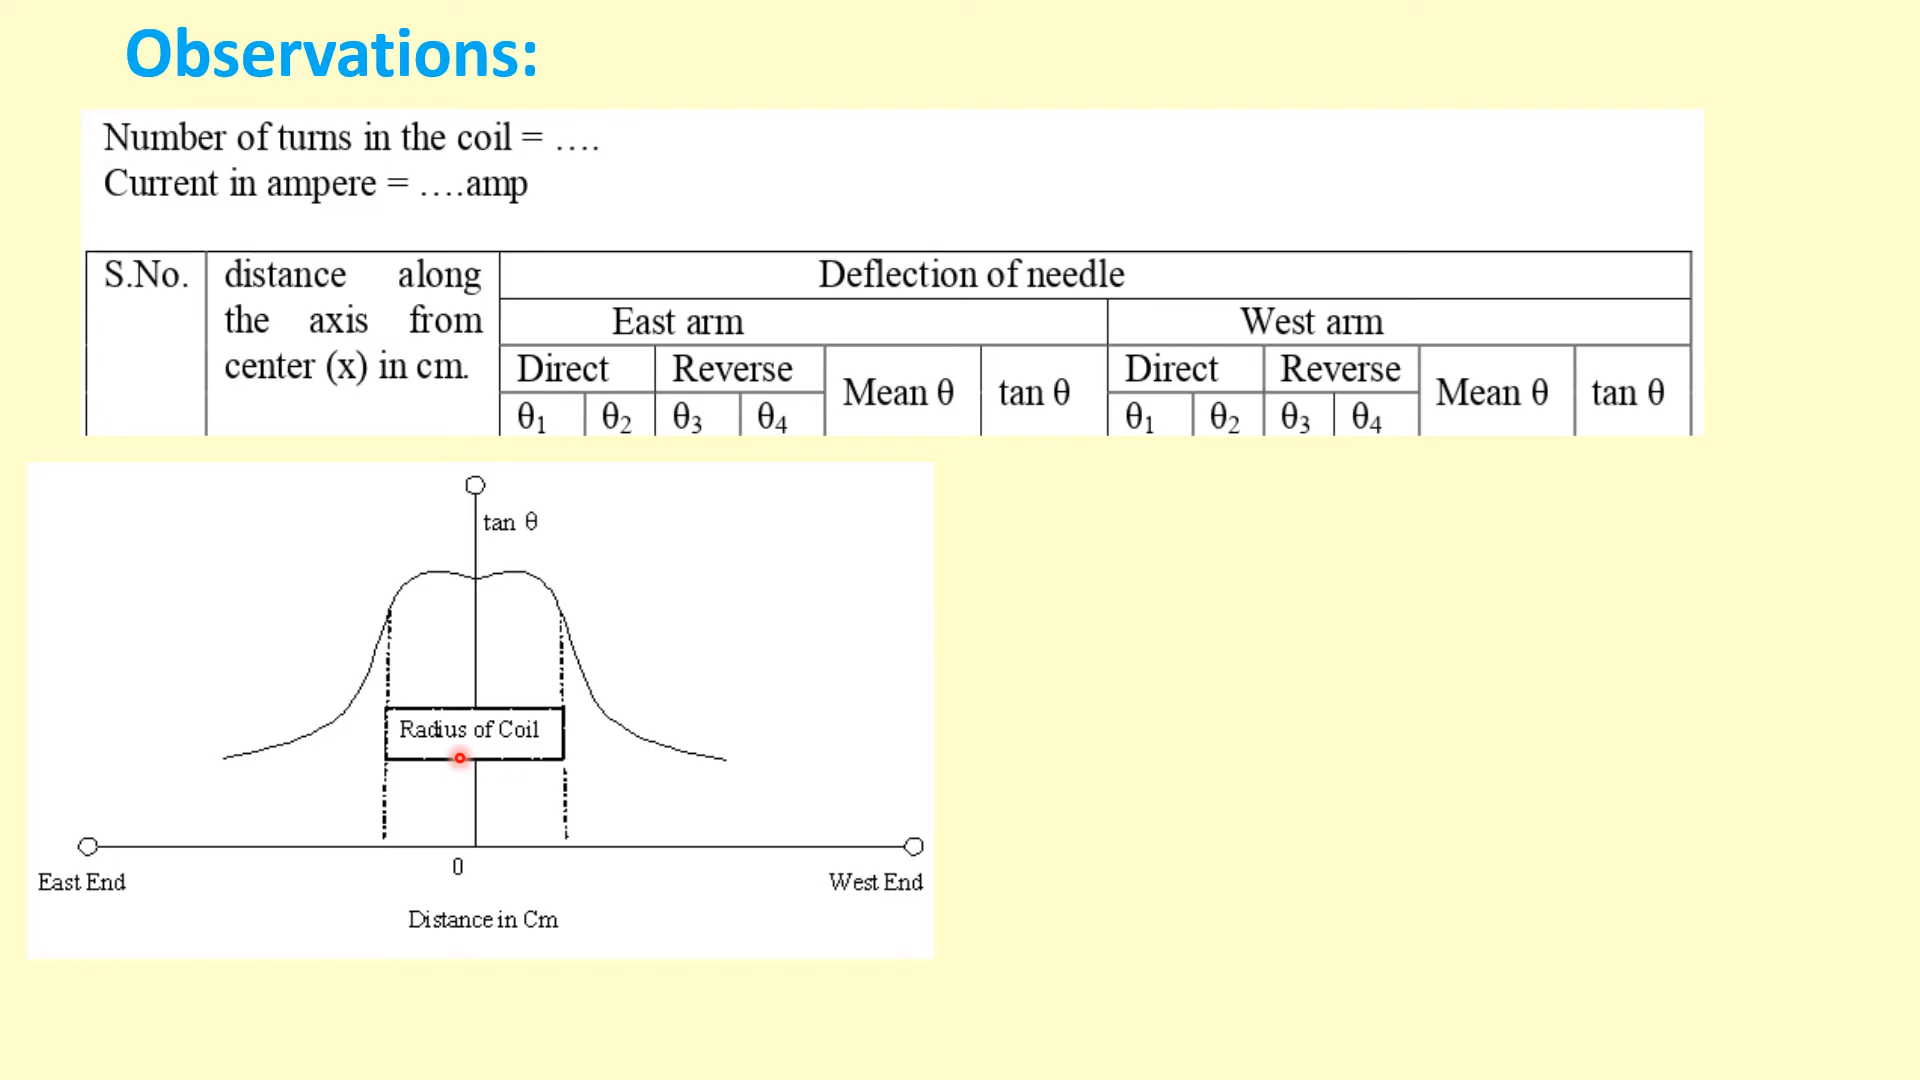 Observations:
Number of turns in the coil = ….
Current in ampere = ….amp
S.No. distance along the axis from center (x) in cm. Deflection of needle
East arm West arm
Direct Reverse Mean θ tan θ Direct Reverse Mean θ tan θ
θ1 θ2 θ3 θ4 θ1 θ2 θ3 θ4
tan θ
Radius of Coil
0
East End West End
Distance in Cm